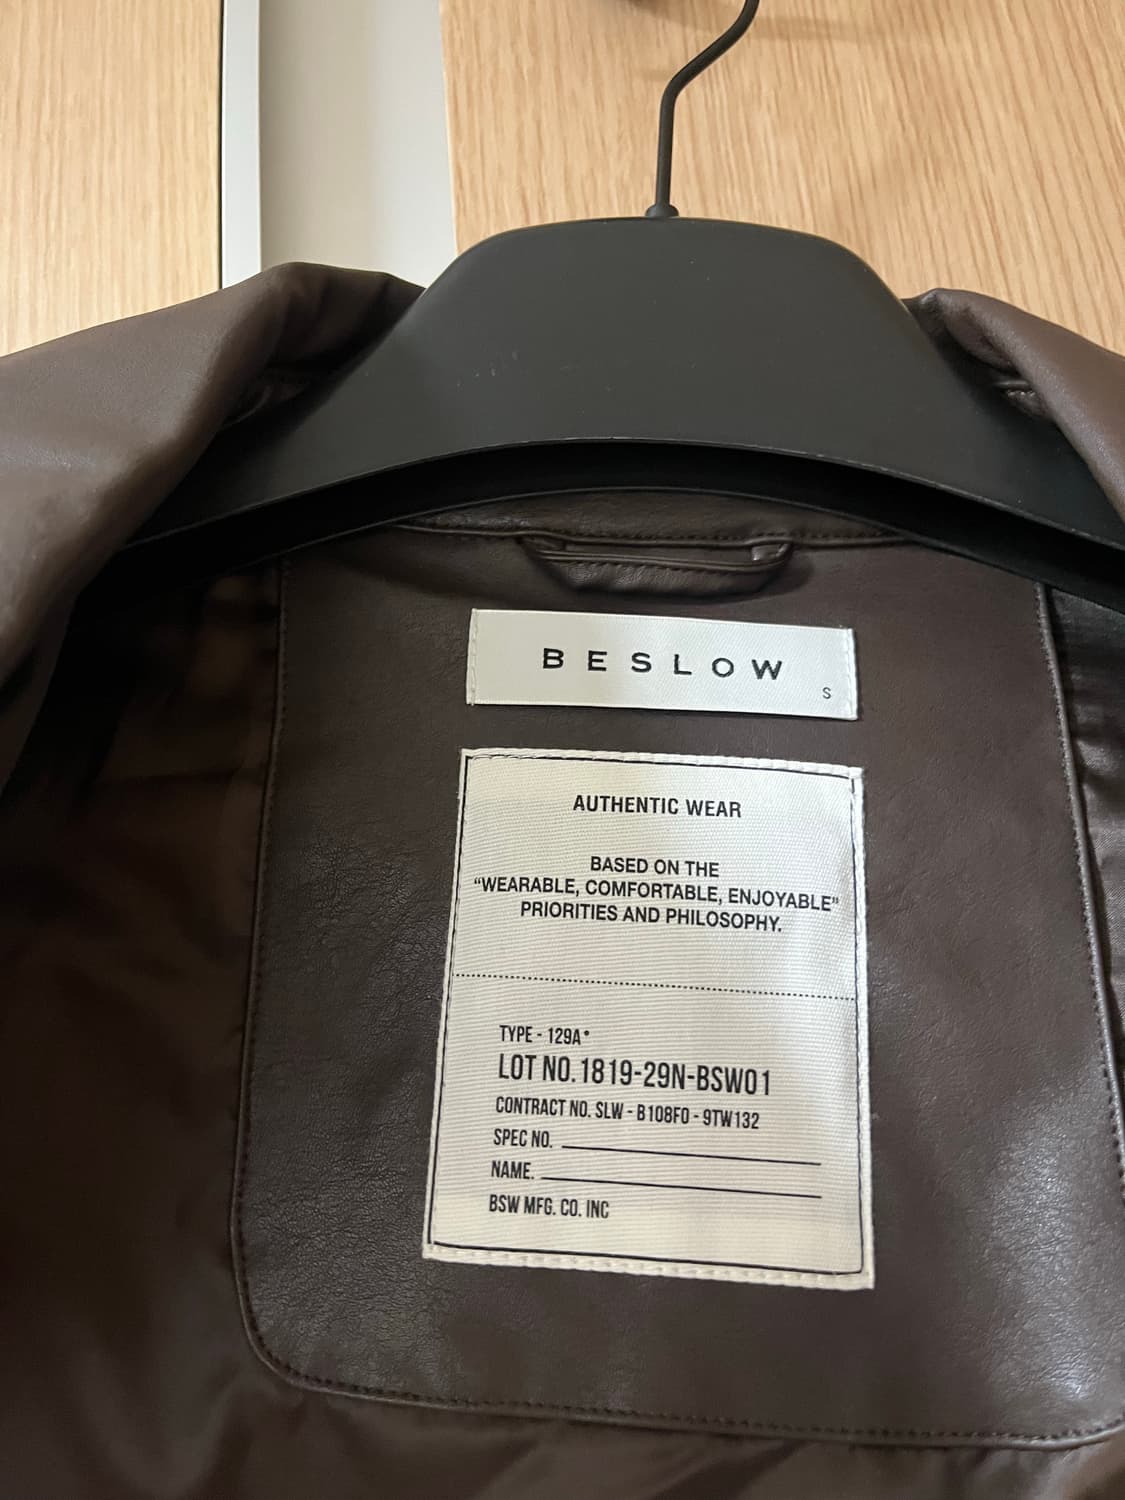 BESLOW
S
AUTHENTIC WEAR
BASED ON THE
“WEARABLE, COMFORTABLE, ENJOYABLE”
PRIORITIES AND PHILOSOPHY.
TYPE - 129A*
LOT NO. 1819-29N-BSW01
CONTRACT NO. SLW - B108F0 - 9TW132
SPEC NO.
NAME.
BSW MFG. CO. INC